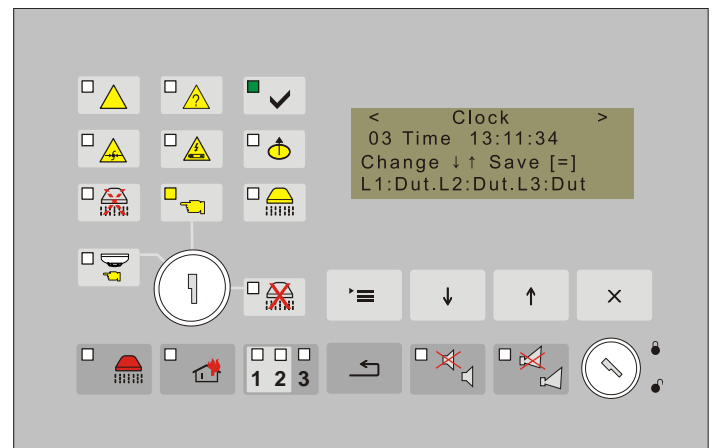 ?
< Clock >
03 Time 13:11:34
Change ↓↑ Save [=]
L1:Dut.L2:Dut.L3:Dut
1 2 3